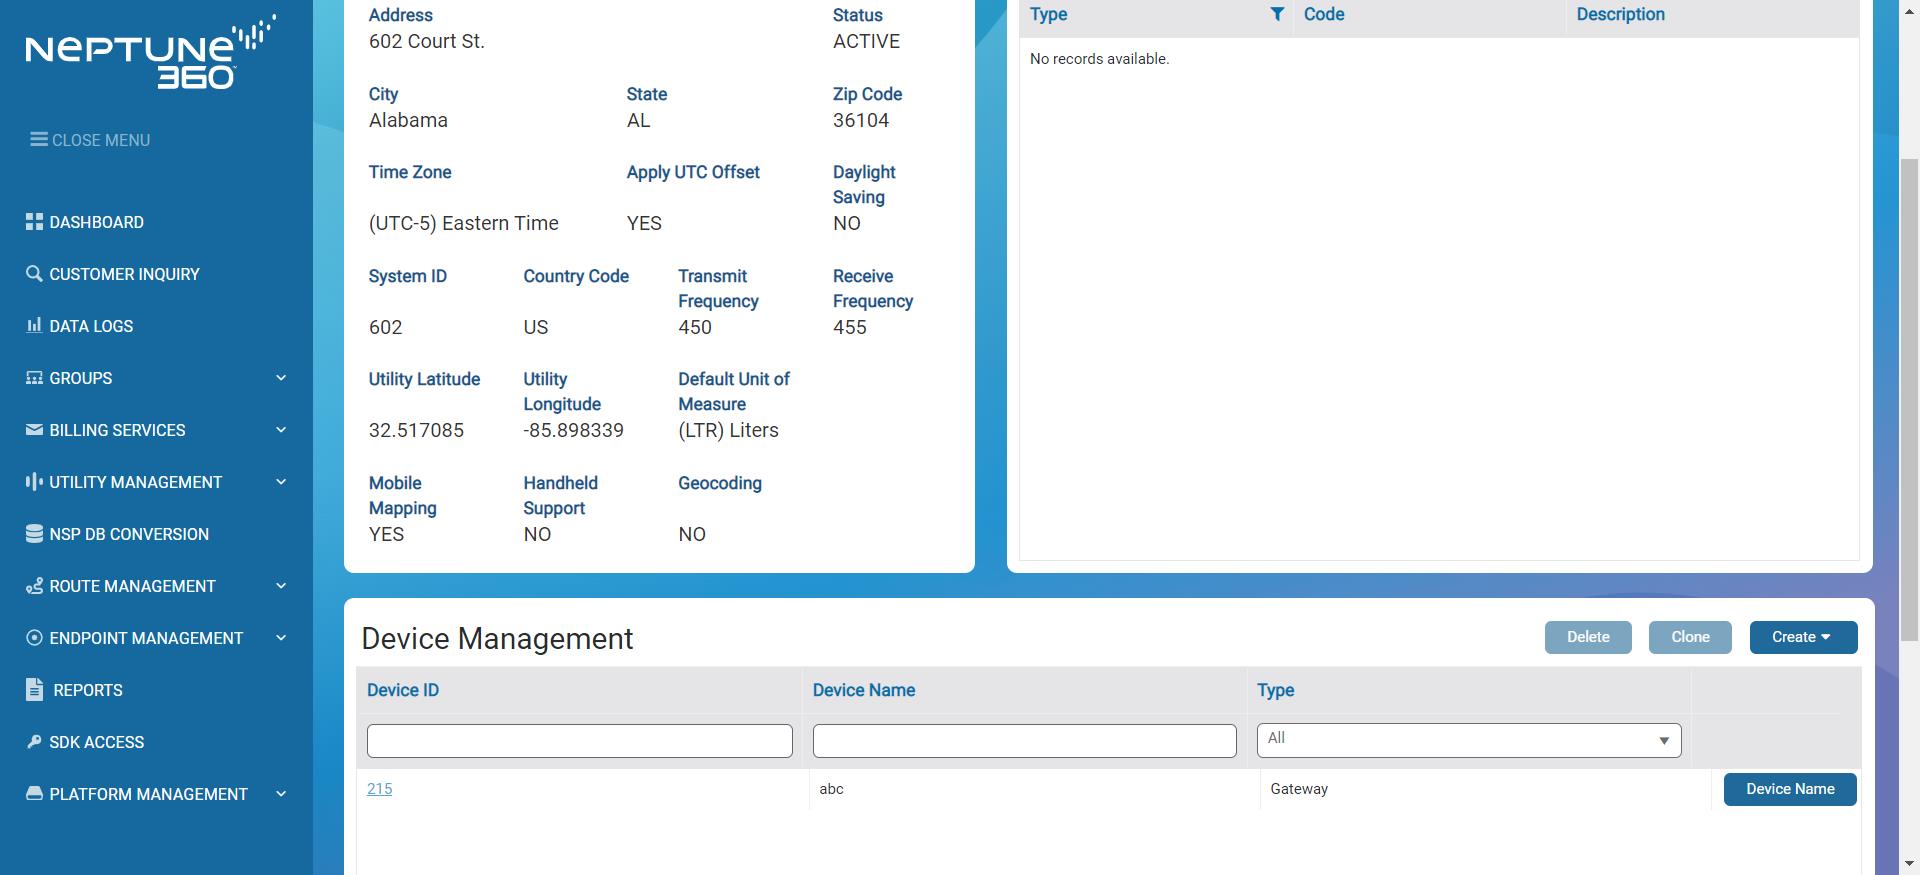 NEPTUNE
360
CLOSE MENU
DASHBOARD
CUSTOMER INQUIRY
DATA LOGS
GROUPS
BILLING SERVICES
UTILITY MANAGEMENT
NSP DB CONVERSION
ROUTE MANAGEMENT
ENDPOINT MANAGEMENT
REPORTS
SDK ACCESS
PLATFORM MANAGEMENT
Address Status
602 Court St. ACTIVE
City State Zip Code
Alabama AL 36104
Time Zone Apply UTC Offset Daylight
Saving
(UTC-5) Eastern Time YES NO
System ID Country Code Transmit Receive
Frequency Frequency
602 US 450 455
Utility Latitude Utility Default Unit of
Longitude Measure
32.517085 -85.898339 (LTR) Liters
Mobile Handheld Geocoding
Mapping Support
YES NO NO
Type Code Description
No records available.
Device Management Delete Clone Create
Device ID Device Name Type
All
215 abc Gateway Device Name